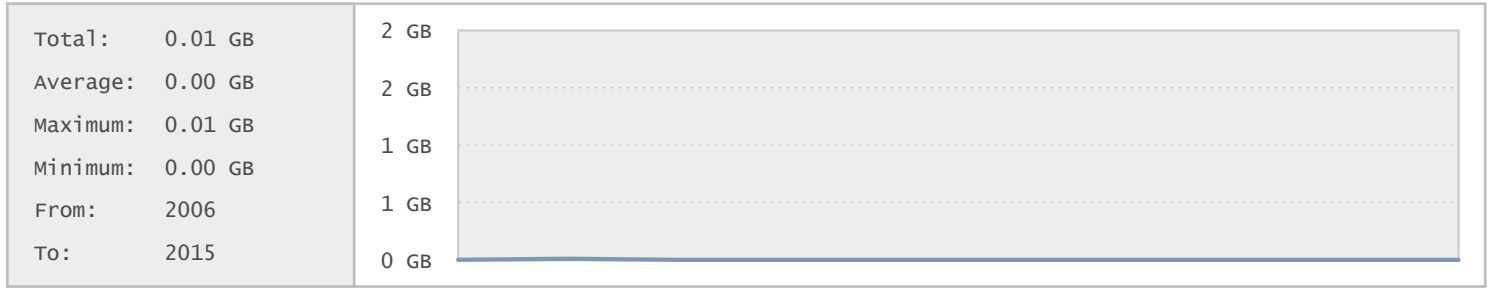 Total: 0.01 GB
Average: 0.00 GB
Maximum: 0.01 GB
Minimum: 0.00 GB
From: 2006
To: 2015
2 GB
2 GB
1 GB
1 GB
0 GB